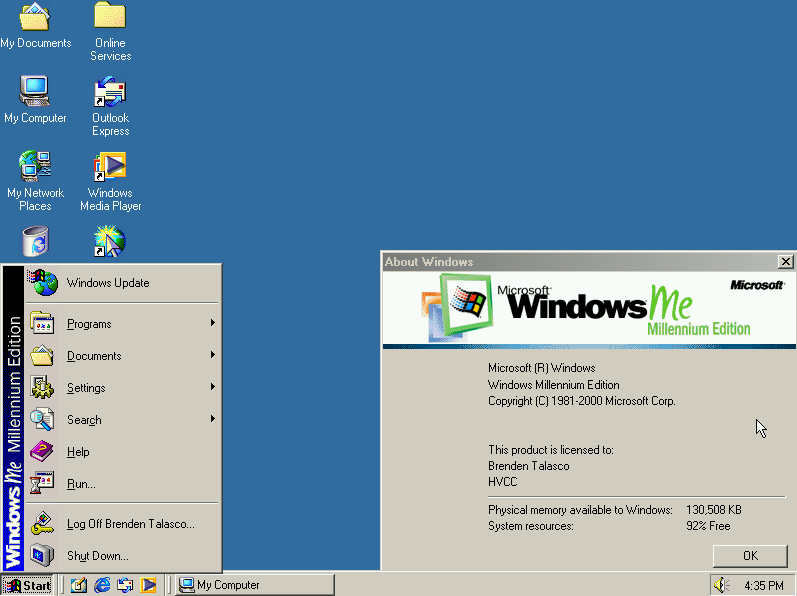 My Documents
Online
Services
My Computer
Outlook
Express
My Network
Places
Windows
Media Player
Windows Update
Programs
Documents
Settings
Search
Help
Run...
Log Off Brenden Talasco...
Shut Down...
Windows Me Millennium Edition
About Windows
Microsoft
Windows Me
Millennium Edition
Microsoft
Microsoft (R) Windows
Windows Millennium Edition
Copyright (C) 1981-2000 Microsoft Corp.
This product is licensed to:
Brenden Talasco
HVCC
Physical memory available to Windows: 130,508 KB
System resources: 92% Free
OK
Start
My Computer
4:35 PM